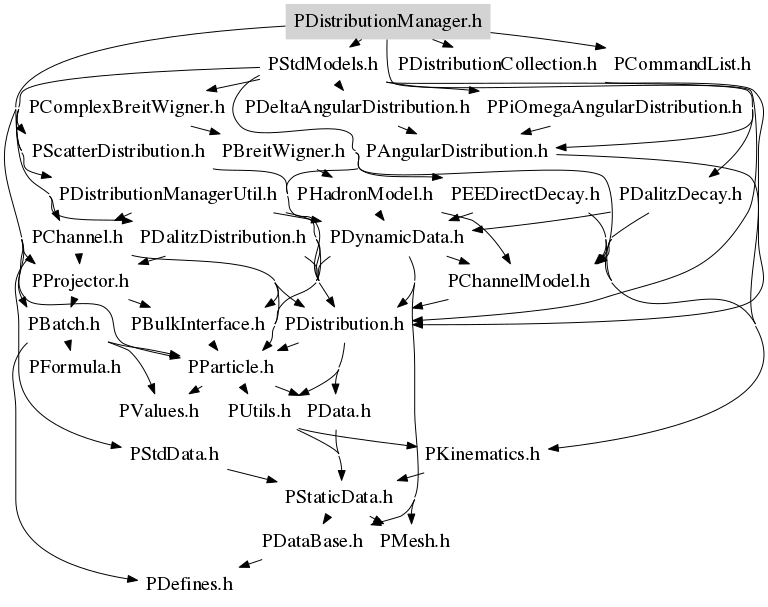 PDistributionManager.h
PStdModels.h
PDistributionCollection.h
PCommandList.h
PComplexBreitWigner.h
PDeltaAngularDistribution.h
PPiOmegaAngularDistribution.h
PScatterDistribution.h
PBreitWigner.h
PAngularDistribution.h
PDistributionManagerUtil.h
PHadronModel.h
PEEDirectDecay.h
PDalitzDecay.h
PChannel.h
PDalitzDistribution.h
PDynamicData.h
PProjector.h
PChannelModel.h
PBatch.h
PBulkInterface.h
PDistribution.h
PFormula.h
PParticle.h
PValues.h
PUtils.h
PData.h
PStdData.h
PKinematics.h
PStaticData.h
PDataBase.h
PMesh.h
PDefines.h